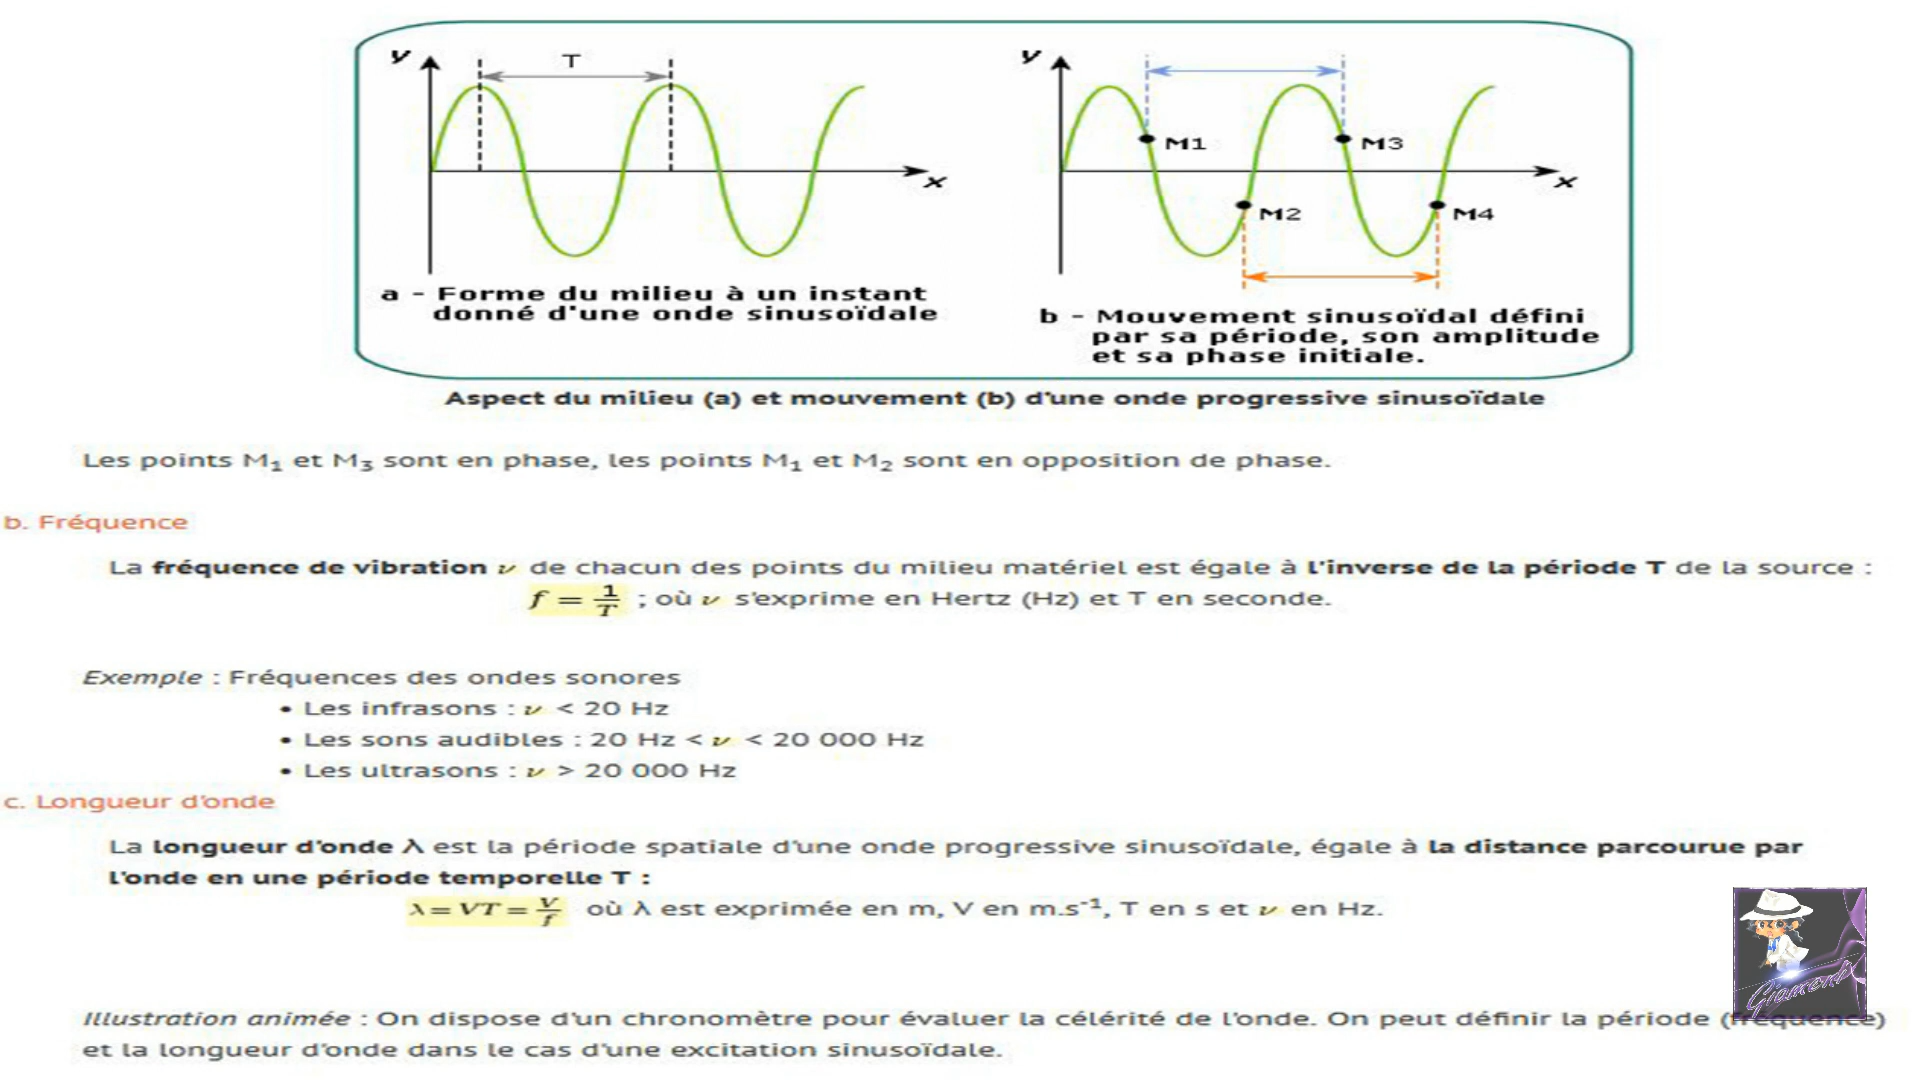 y T y
M1 M3
x x
M2 M4
a - Forme du milieu à un instant
donné d'une onde sinusoïdale
b - Mouvement sinusoïdal défini
par sa période, son amplitude
et sa phase initiale.
Aspect du milieu (a) et mouvement (b) d'une onde progressive sinusoïdale
Les points M₁ et M₃ sont en phase, les points M₁ et M₂ sont en opposition de phase.
b. Fréquence
La fréquence de vibration ν de chacun des points du milieu matériel est égale à l'inverse de la période T de la source :
f = 1/T ; où ν s'exprime en Hertz (Hz) et T en seconde.
Exemple : Fréquences des ondes sonores
• Les infrasons : ν < 20 Hz
• Les sons audibles : 20 Hz < ν < 20 000 Hz
• Les ultrasons : ν > 20 000 Hz
c. Longueur d'onde
La longueur d'onde λ est la période spatiale d'une onde progressive sinusoïdale, égale à la distance parcourue par
l'onde en une période temporelle T :
λ = VT = V/f où λ est exprimée en m, V en m.s⁻¹, T en s et ν en Hz.
Illustration animée : On dispose d'un chronomètre pour évaluer la célérité de l'onde. On peut définir la période (fréquence)
et la longueur d'onde dans le cas d'une excitation sinusoïdale.